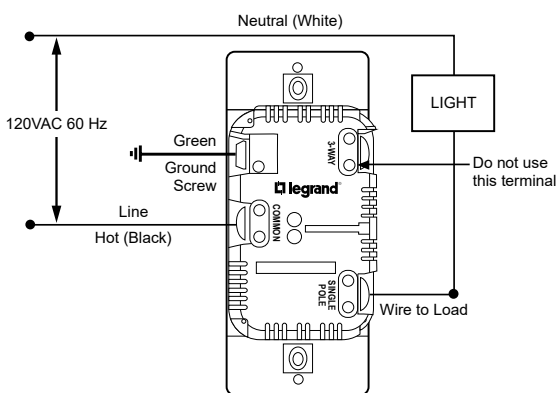 Neutral (White)
LIGHT
120VAC 60 Hz
Green
Ground
Screw
3-WAY
Do not use
this terminal
legrand®
Line
Hot (Black)
COMMON
SINGLE
POLE
Wire to Load